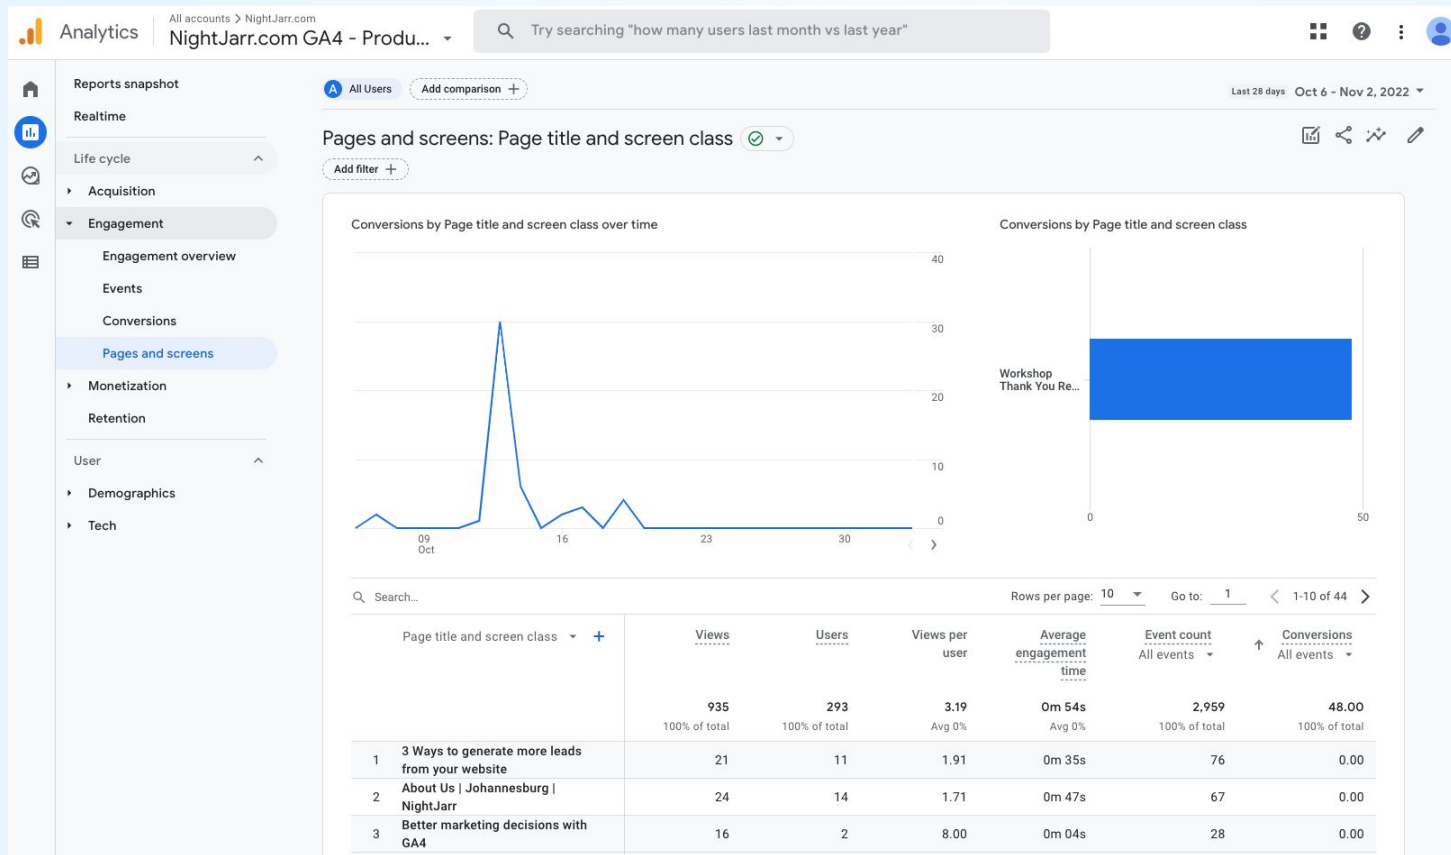 Analytics
All accounts > NightJarr.com
NightJarr.com GA4 - Produ...
Try searching "how many users last month vs last year"
Reports snapshot
Realtime
Life cycle
Acquisition
Engagement
Engagement overview
Events
Conversions
Pages and screens
Monetization
Retention
User
Demographics
Tech
A All Users
Add comparison +
Last 28 days Oct 6 - Nov 2, 2022
Pages and screens: Page title and screen class
Add filter +
Conversions by Page title and screen class over time
40
30
20
10
0
09
Oct
16
23
30
Conversions by Page title and screen class
Workshop
Thank You Re...
0
50
Search...
Rows per page: 10
Go to: 1
1-10 of 44
Page title and screen class
Views
Users
Views per
user
Average
engagement
time
Event count
All events
Conversions
All events
935 293 3.19 0m 54s 2,959 48.00
100% of total 100% of total Avg 0% Avg 0% 100% of total 100% of total
1 3 Ways to generate more leads
from your website
21 11 1.91 0m 35s 76 0.00
2 About Us | Johannesburg |
NightJarr
24 14 1.71 0m 47s 67 0.00
3 Better marketing decisions with
GA4
16 2 8.00 0m 04s 28 0.00